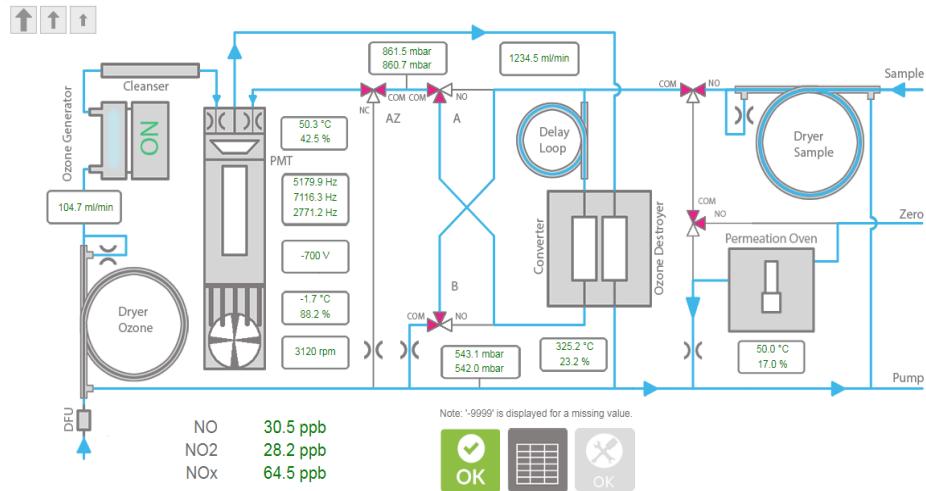 861.5 mbar
860.7 mbar
1234.5 ml/min
Sample
Cleanser
COM
NO
NC
COM
COM
NO
AZ
A
Ozone Generator
ON
50.3 °C
42.5 %
PMT
Delay
Loop
Dryer
Sample
5179.9 Hz
7116.3 Hz
2771.2 Hz
104.7 ml/min
COM
NO
Zero
Converter
Ozone Destroyer
Permeation Oven
-700 V
B
Dryer
Ozone
-1.7 °C
88.2 %
COM
NO
3120 rpm
543.1 mbar
542.0 mbar
325.2 °C
23.2 %
50.0 °C
17.0 %
Pump
DFU
Note: '-9999' is displayed for a missing value.
NO 30.5 ppb
NO2 28.2 ppb
NOx 64.5 ppb
OK
OK